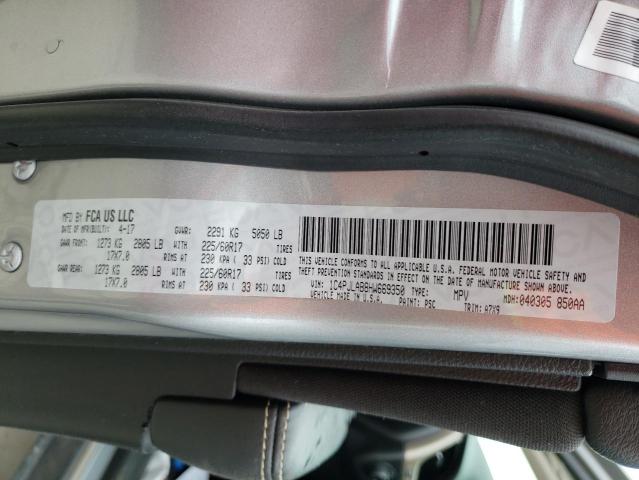 MFD BY FCA US LLC
DATE OF MFR(BUILT): 4-17 GVWR: 2291 KG 5050 LB
GAWR FRONT: 1273 KG 2805 LB WITH 225/60R17 TIRES
17X7.0 RIMS AT 230 KPA ( 33 PSI) COLD
GAWR REAR: 1273 KG 2805 LB WITH 225/60R17 TIRES
17X7.0 RIMS AT 230 KPA ( 33 PSI) COLD
THIS VEHICLE CONFORMS TO ALL APPLICABLE U.S.A. FEDERAL MOTOR VEHICLE SAFETY AND
THEFT PREVENTION STANDARDS IN EFFECT ON THE DATE OF MANUFACTURE SHOWN ABOVE.
VIN: 1C4PJLAB8HW669350 TYPE: MPV MDH: 040305 850AA
MADE IN U.S.A. PAINT: PSC TRIM: A7X9